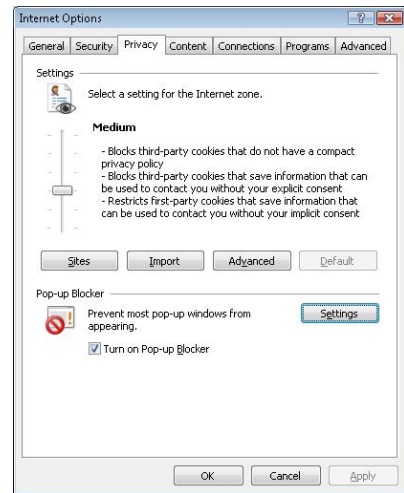 Internet Options
General Security Privacy Content Connections Programs Advanced
Settings
Select a setting for the Internet zone.
Medium
- Blocks third-party cookies that do not have a compact
privacy policy
- Blocks third-party cookies that save information that can
be used to contact you without your explicit consent
- Restricts first-party cookies that save information that
can be used to contact you without your implicit consent
Sites Import Advanced Default
Pop-up Blocker
Prevent most pop-up windows from Settings
appearing.
Turn on Pop-up Blocker
OK Cancel Apply